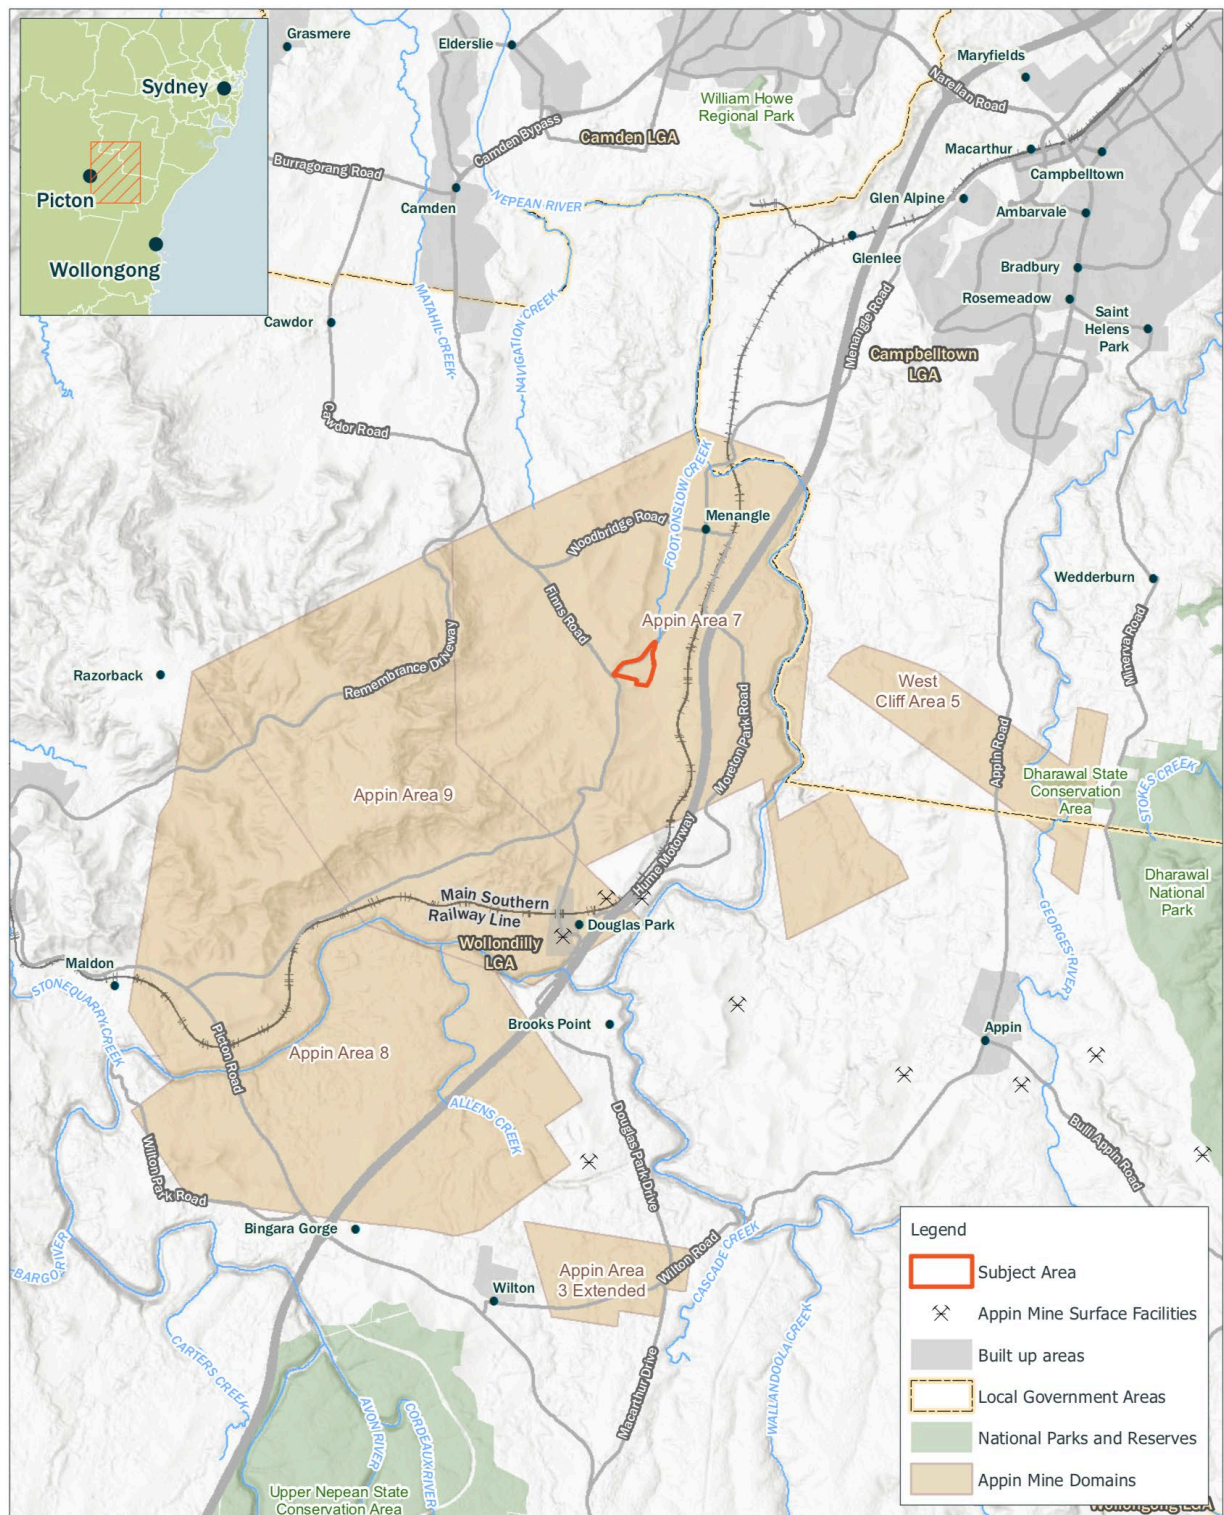 Grasmere
Elderslie
Maryfields
Sydney
Narellan Road
William Howe
Regional Park
Camden Bypass
Camden LGA
Macarthur
Burragorang Road
Campbelltown
Picton
Camden
NEPEAN RIVER
Glen Alpine
Ambarvale
Glenlee
Wollongong
Bradbury
MATAHIL CREEK
NAVIGATION CREEK
Menangle Road
Rosemeadow
Saint
Helens
Park
Cawdor
Campbelltown
LGA
Cawdor Road
FOOT ONSLOW CREEK
Woodbridge Road
Menangle
Wedderburn
Finns Road
Appin Area 7
Minerva Road
Remembrance Driveway
Razorback
West
Cliff Area 5
Moreton Park Road
Appin Road
Dharawal State
Conservation
Area
STOKES CREEK
Appin Area 9
Hume Motorway
Dharawal
National
Park
Main Southern
Railway Line
Douglas Park
GEORGES RIVER
Wollondilly
LGA
Maldon
STONEQUARRY CREEK
Brooks Point
Appin
Picton Road
Appin Area 8
ALLENS CREEK
Douglas Park Drive
Bulli Appin Road
Wilton Park Road
Bingara Gorge
BARGO RIVER
Wilton Road
CASCADE CREEK
Appin Area
3 Extended
Wilton
CARTERS CREEK
WALLANDOOLA CREEK
Macarthur Drive
AVON RIVER
CORDEAUX RIVER
Upper Nepean State
Conservation Area
Legend
Subject Area
Appin Mine Surface Facilities
Built up areas
Local Government Areas
National Parks and Reserves
Appin Mine Domains
Wollongong LGA